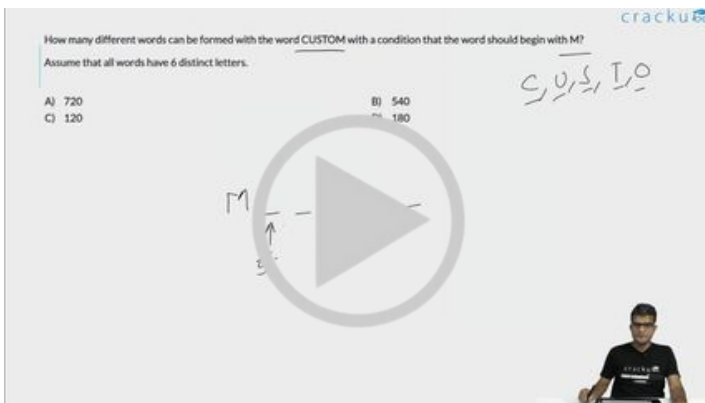 cracku
How many different words can be formed with the word CUSTOM with a condition that the word should begin with M?
Assume that all words have 6 distinct letters.
C, U, S, T, O
A) 720
B) 540
C) 120
180
M
cracku